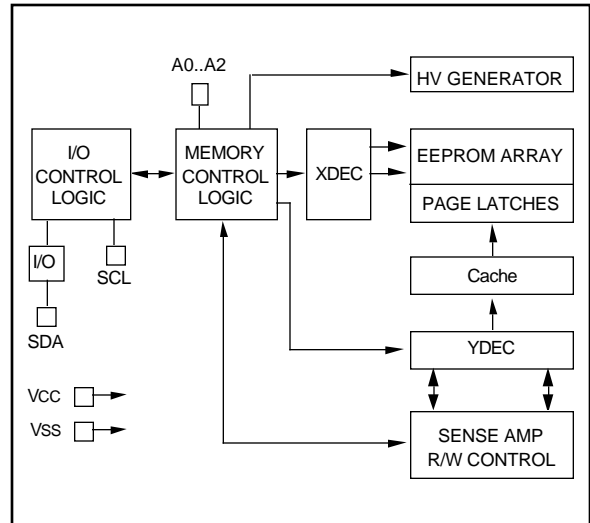 A0..A2
HV GENERATOR
I/O
CONTROL
LOGIC
MEMORY
CONTROL
LOGIC
XDEC
EEPROM ARRAY
PAGE LATCHES
I/O
SCL
SDA
Cache
YDEC
VCC
VSS
SENSE AMP
R/W CONTROL